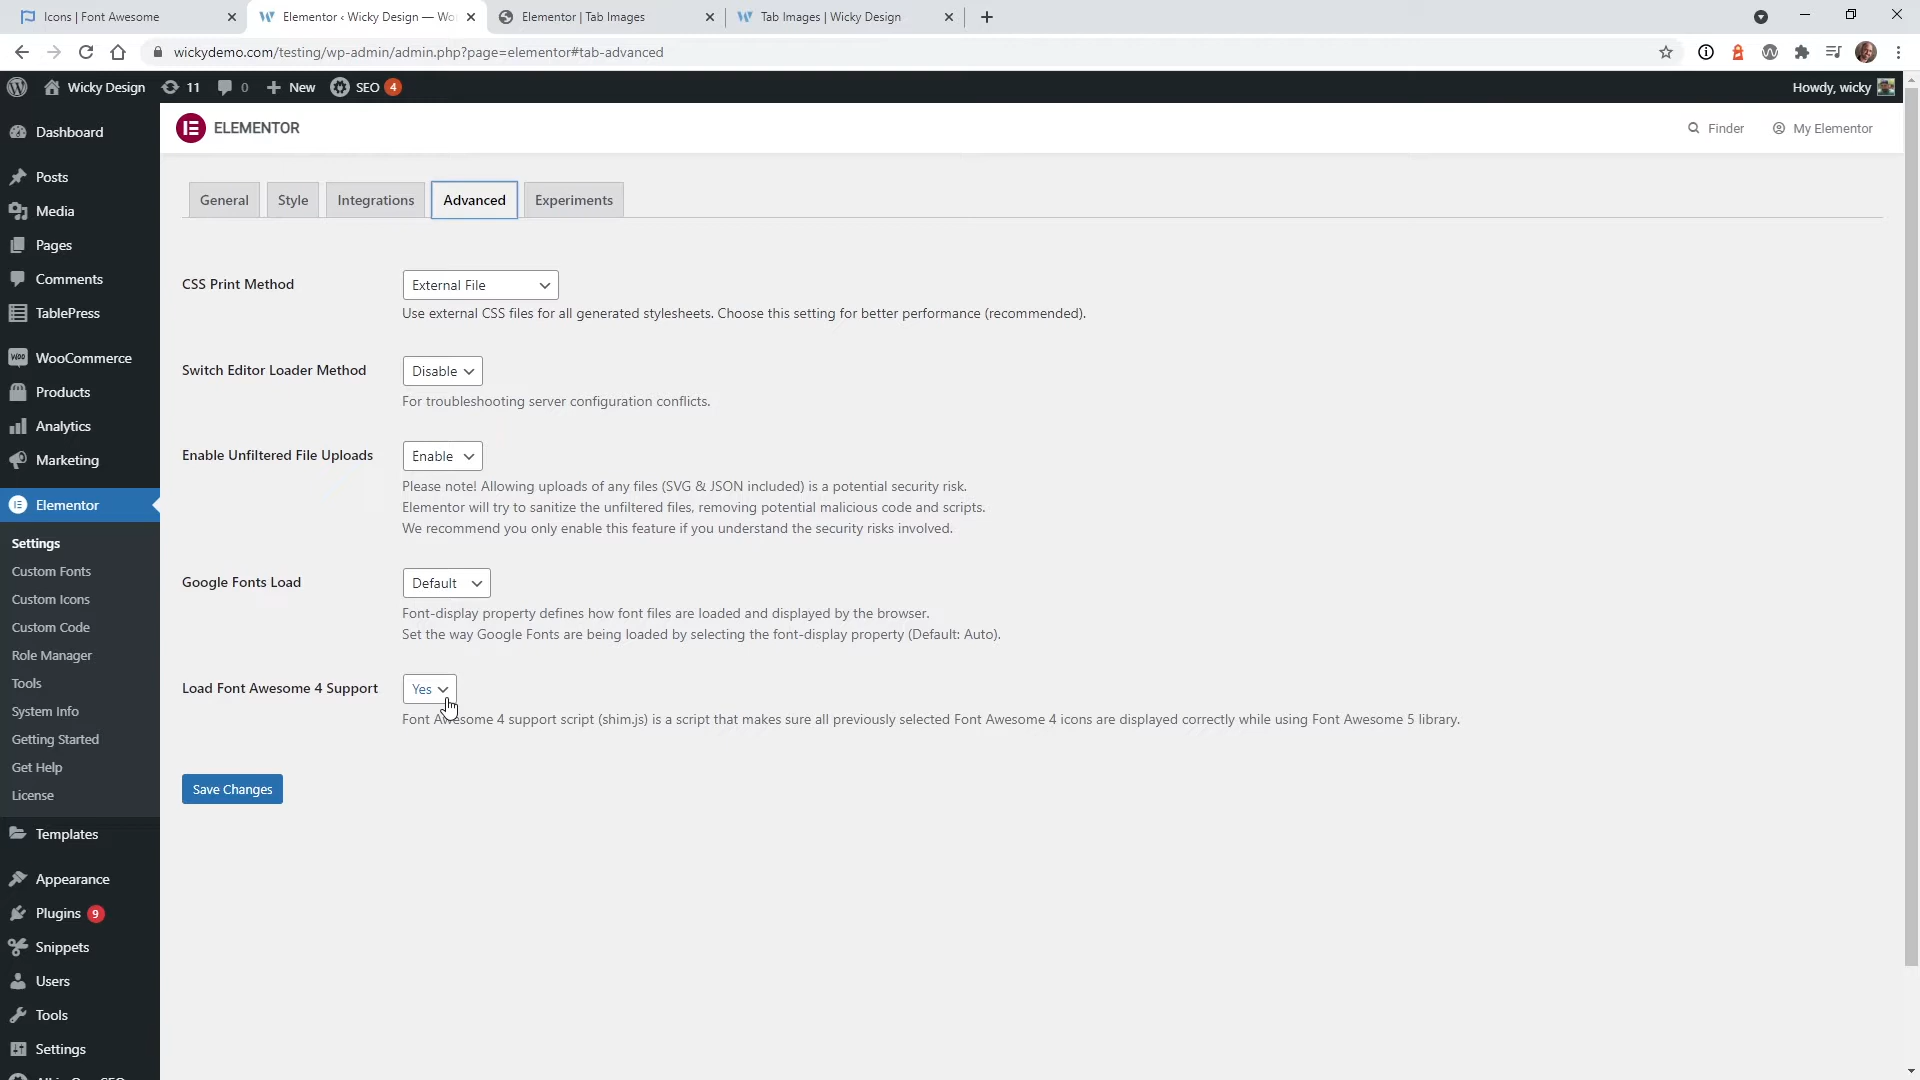 Icons | Font Awesome
Elementor ‹ Wicky Design — Wo
Elementor | Tab Images
Tab Images | Wicky Design
wickydemo.com/testing/wp-admin/admin.php?page=elementor#tab-advanced
Wicky Design
11
0
New
SEO
4
Howdy, wicky
ELEMENTOR
Finder
My Elementor
Dashboard
Posts
Media
Pages
Comments
TablePress
WooCommerce
Products
Analytics
Marketing
Elementor
Settings
Custom Fonts
Custom Icons
Custom Code
Role Manager
Tools
System Info
Getting Started
Get Help
License
Templates
Appearance
Plugins 9
Snippets
Users
Tools
Settings
General
Style
Integrations
Advanced
Experiments
CSS Print Method
External File
Use external CSS files for all generated stylesheets. Choose this setting for better performance (recommended).
Switch Editor Loader Method
Disable
For troubleshooting server configuration conflicts.
Enable Unfiltered File Uploads
Enable
Please note! Allowing uploads of any files (SVG & JSON included) is a potential security risk.
Elementor will try to sanitize the unfiltered files, removing potential malicious code and scripts.
We recommend you only enable this feature if you understand the security risks involved.
Google Fonts Load
Default
Font-display property defines how font files are loaded and displayed by the browser.
Set the way Google Fonts are being loaded by selecting the font-display property (Default: Auto).
Load Font Awesome 4 Support
Yes
Font Awesome 4 support script (shim.js) is a script that makes sure all previously selected Font Awesome 4 icons are displayed correctly while using Font Awesome 5 library.
Save Changes